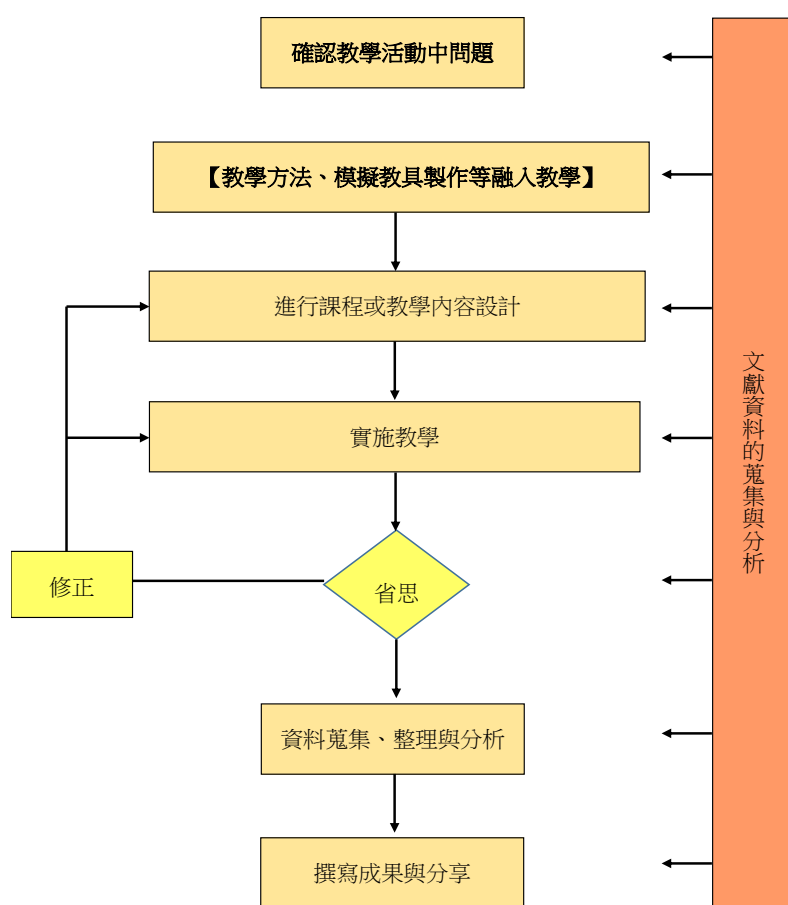 確認教學活動中問題
【教學方法、模擬教具製作等融入教學】
進行課程或教學內容設計
實施教學
省思
修正
資料蒐集、整理與分析
撰寫成果與分享
文獻資料的蒐集與分析